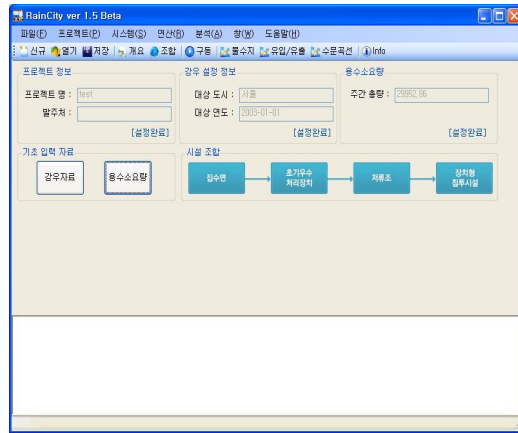 RainCity ver 1.5 Beta
파일(F) 프로젝트(P) 시스템(S) 연산(R) 분석(A) 창(W) 도움말(H)
신규 열기 저장 개요 조합 구동 물수지 유입/유출 수문곡선 Info
프로젝트 정보
프로젝트 명 : test
발주처 :
[설정완료]
강우 설정 정보
대상 도시 : 서울
대상 연도 : 2003-01-01
[설정완료]
용수소요량
주간 총량 : 29952,86
[설정완료]
기초 입력 자료
강우자료 용수소요량
시설 조합
집수면 초기우수 처리장치 저류조 장치형 침투시설